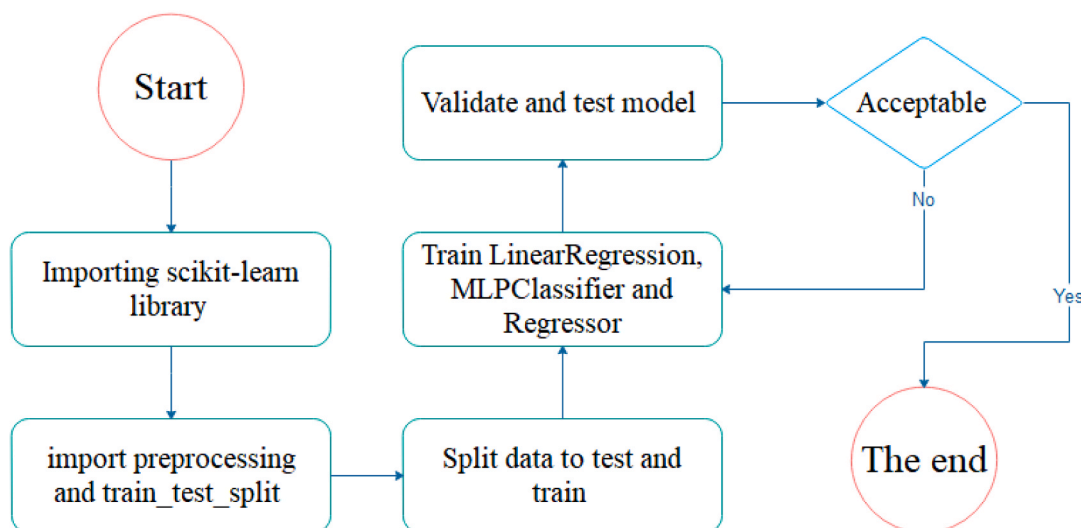 Start
Importing scikit-learn
library
import preprocessing
and train_test_split
Split data to test and
train
Train LinearRegression,
MLPClassifier and
Regressor
Validate and test model
Acceptable
No
Yes
The end